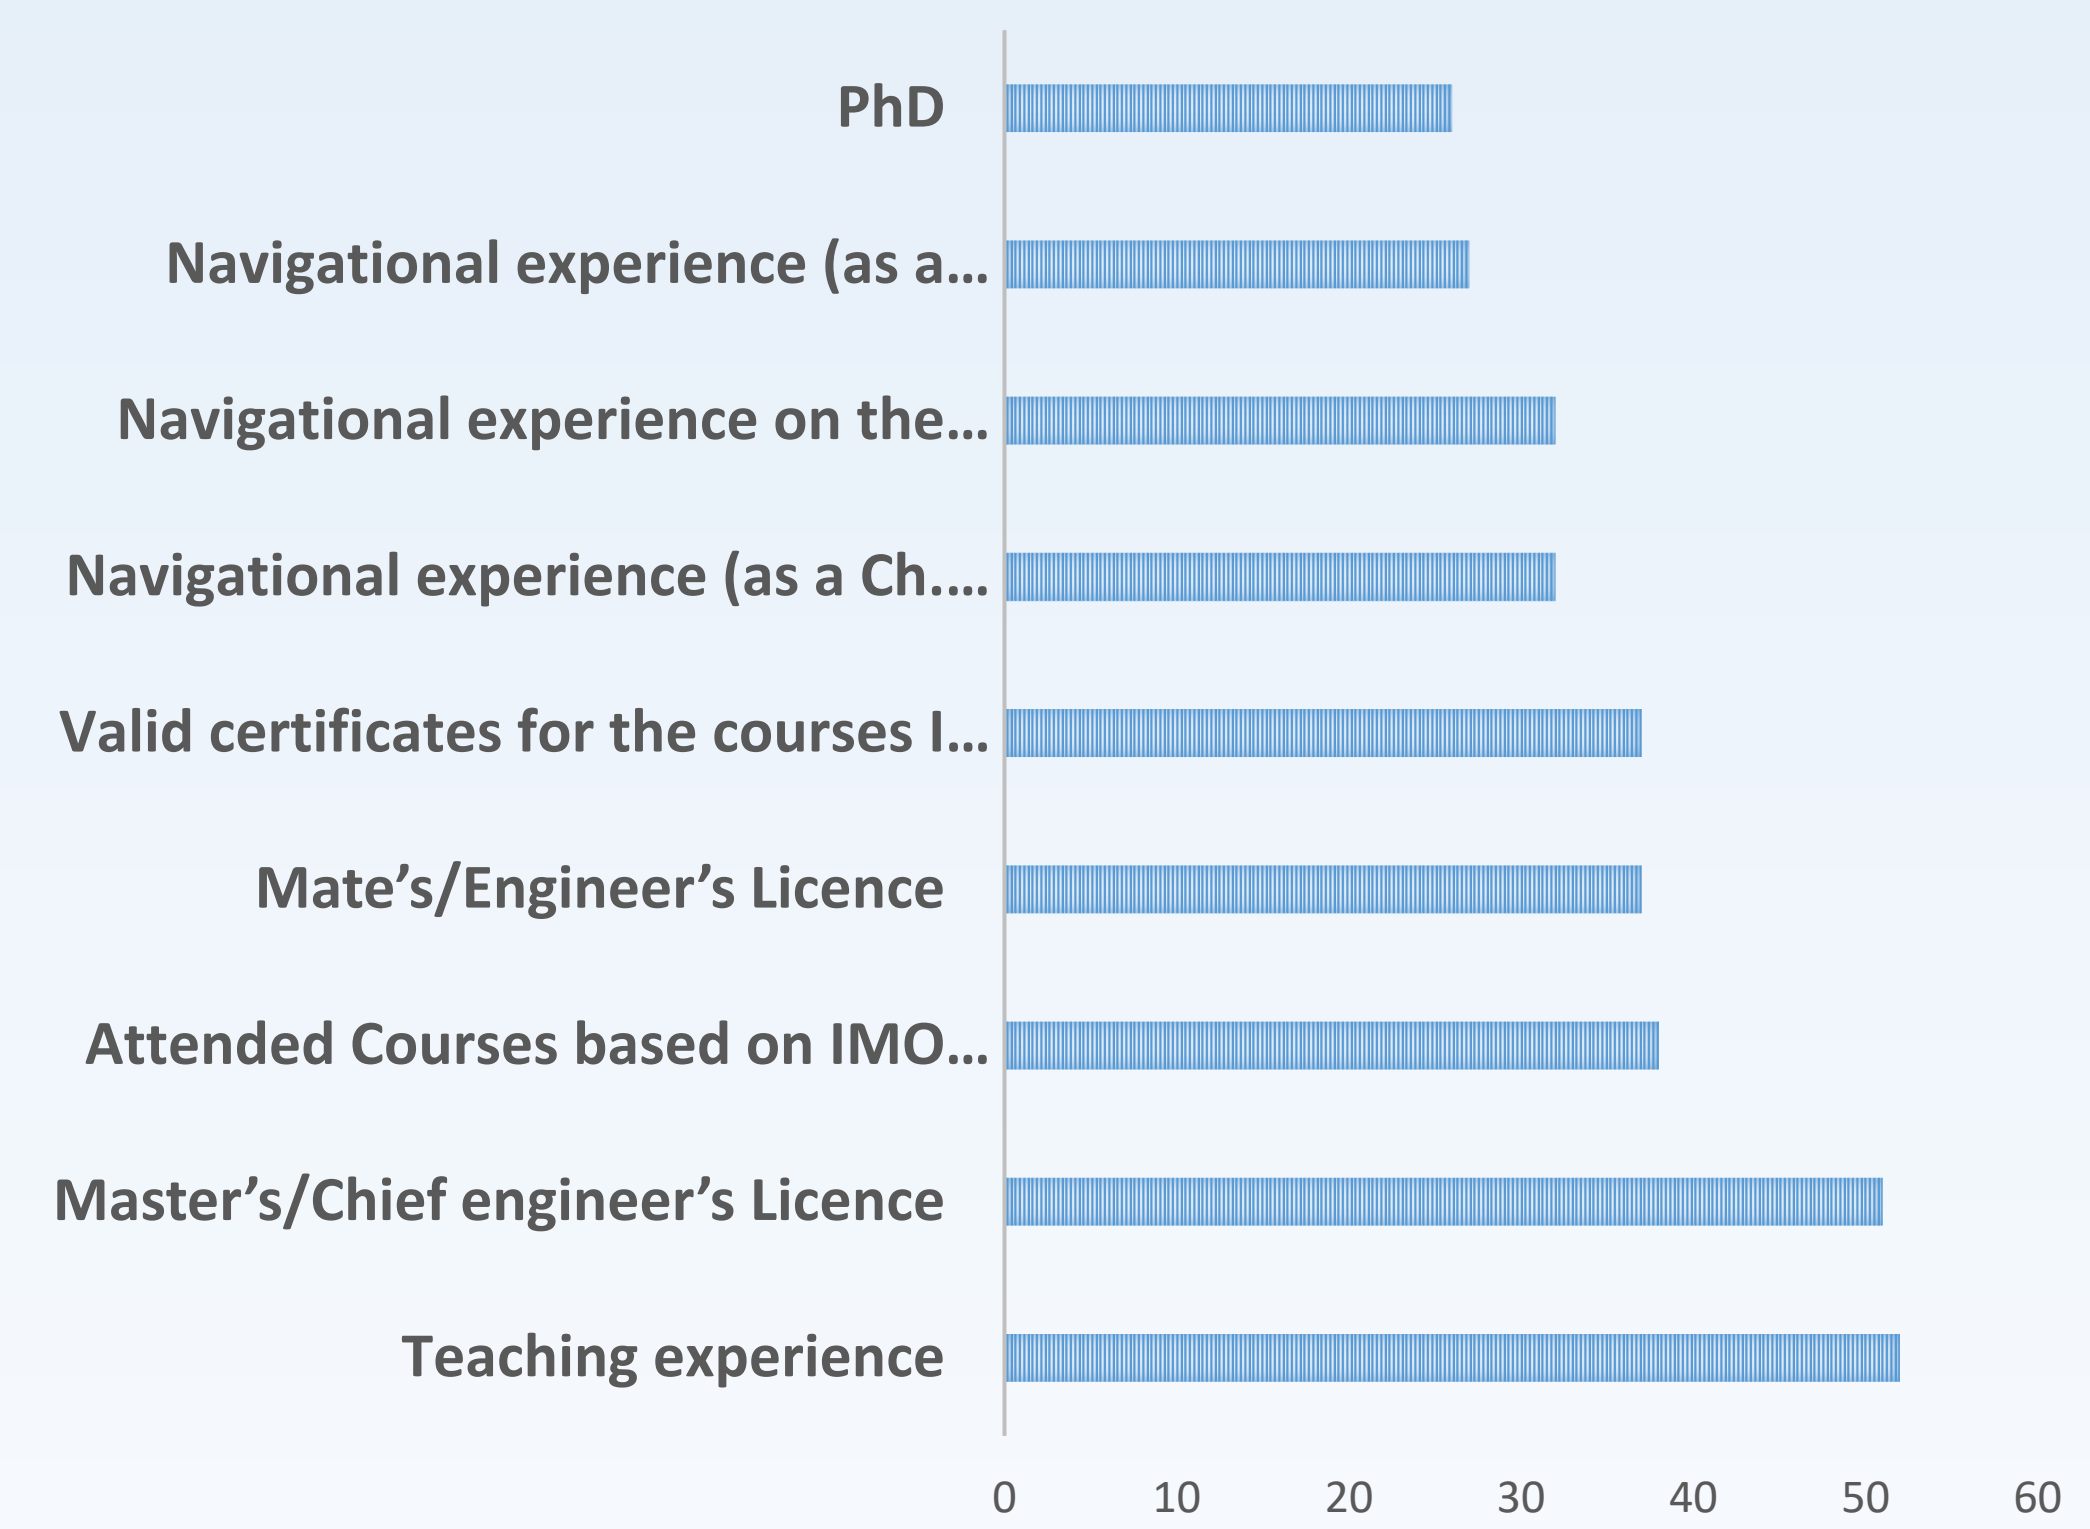 PhD
Navigational experience (as a…
Navigational experience on the…
Navigational experience (as a Ch.…
Valid certificates for the courses I…
Mate’s/Engineer’s Licence
Attended Courses based on IMO…
Master’s/Chief engineer’s Licence
Teaching experience
0 10 20 30 40 50 60